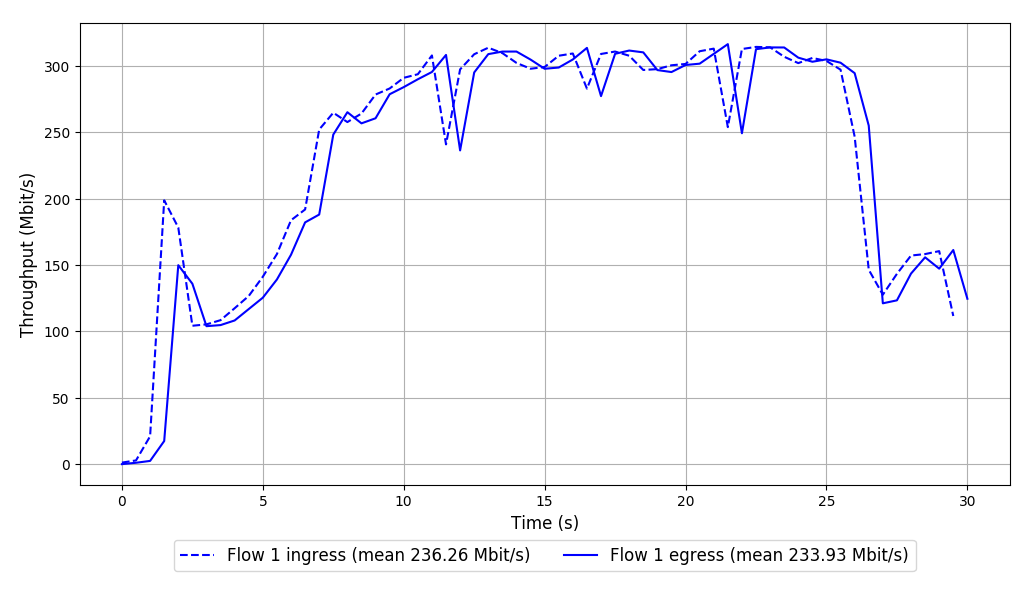 Throughput (Mbit/s)
300
250
200
150
100
50
0
0 5 10 15 20 25 30
Time (s)
Flow 1 ingress (mean 236.26 Mbit/s) Flow 1 egress (mean 233.93 Mbit/s)